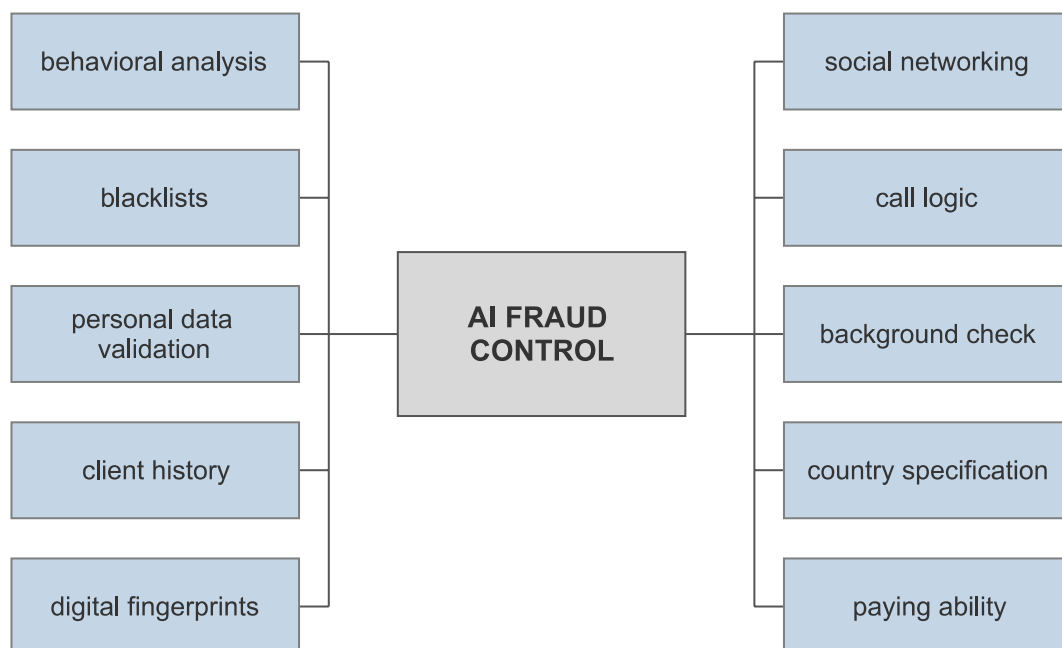 behavioral analysis
blacklists
personal data
validation
client history
digital fingerprints
AI FRAUD
CONTROL
social networking
call logic
background check
country specification
paying ability